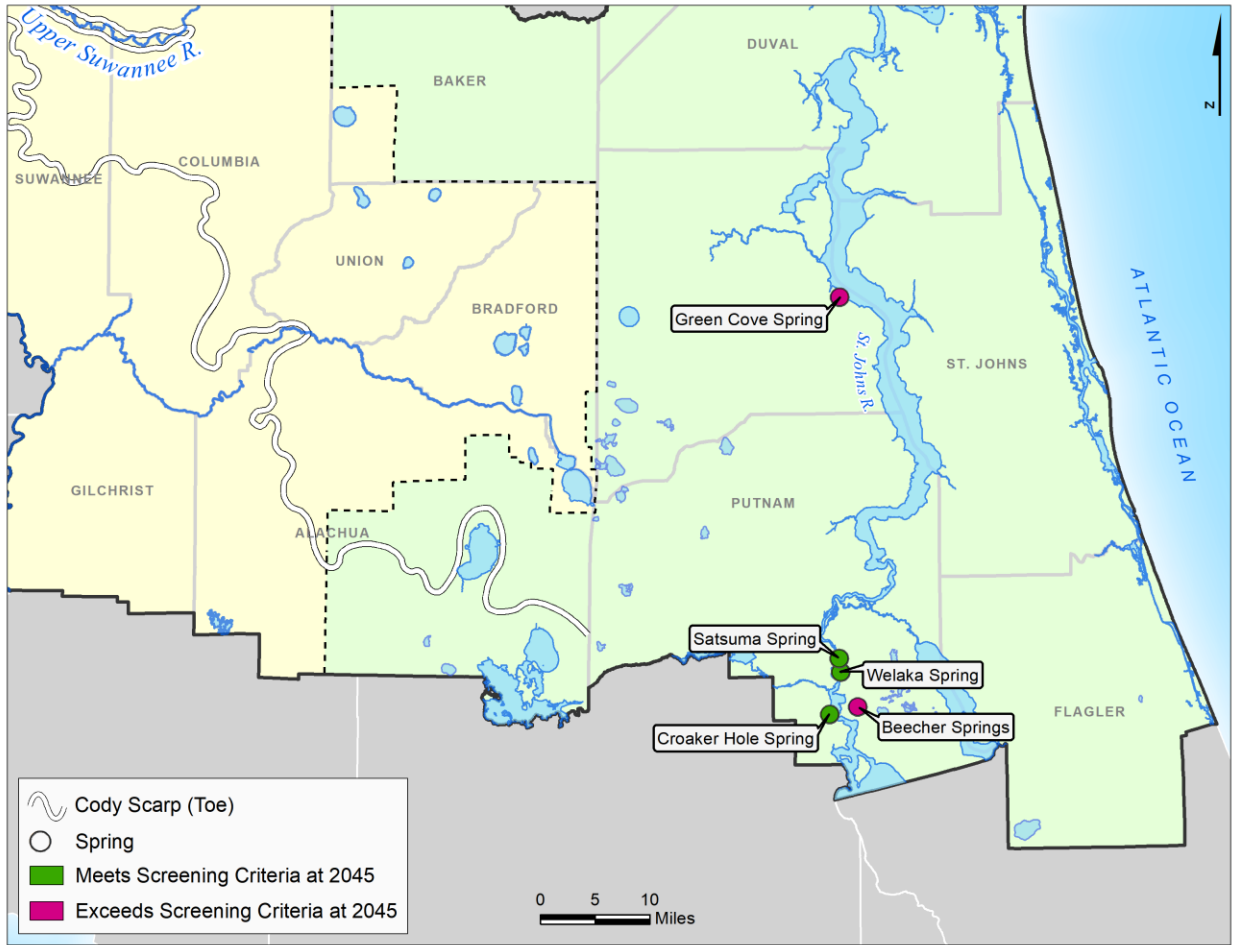 Upper Suwannee R.
DUVAL
BAKER
N
COLUMBIA
SUWANNEE
UNION
BRADFORD
Green Cove Spring
St. Johns R.
ST. JOHNS
ATLANTIC OCEAN
GILCHRIST
ALACHUA
PUTNAM
Satsuma Spring
Welaka Spring
Croaker Hole Spring
Beecher Springs
FLAGLER
Cody Scarp (Toe)
Spring
Meets Screening Criteria at 2045
Exceeds Screening Criteria at 2045
0 5 10
Miles